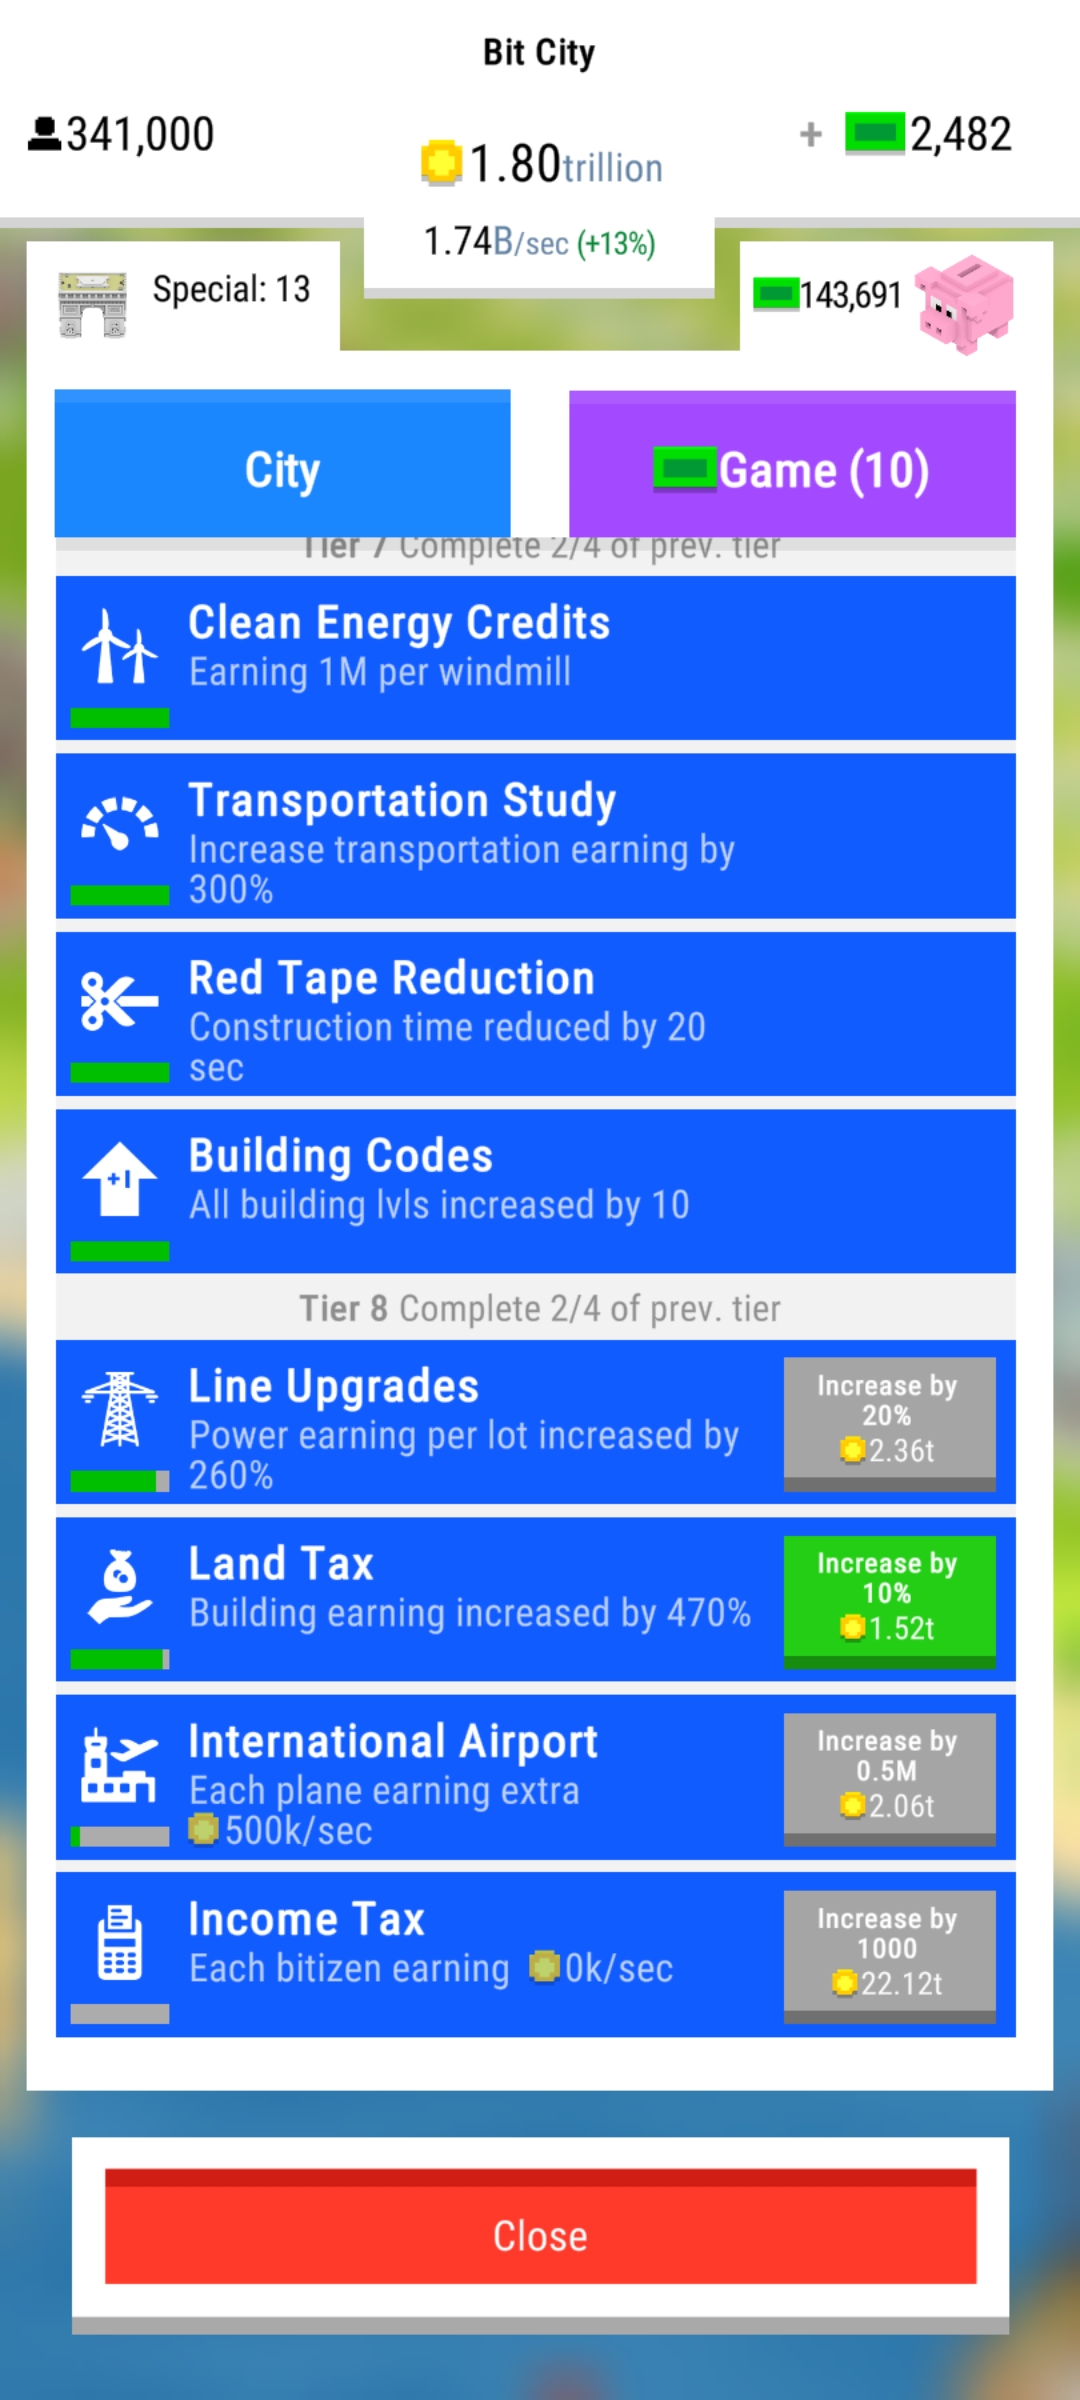 Bit City
341,000
1.80trillion
+ 2,482
1.74B/sec (+13%)
Special: 13
143,691
City
Game (10)
Tier 7 Complete 2/4 of prev. tier
Clean Energy Credits
Earning 1M per windmill
Transportation Study
Increase transportation earning by
300%
Red Tape Reduction
Construction time reduced by 20
sec
+1
Building Codes
All building lvls increased by 10
Tier 8 Complete 2/4 of prev. tier
Line Upgrades
Power earning per lot increased by
260%
Increase by
20%
2.36t
Land Tax
Building earning increased by 470%
Increase by
10%
1.52t
International Airport
Each plane earning extra
500k/sec
Increase by
0.5M
2.06t
Income Tax
Each bitizen earning 0k/sec
Increase by
1000
22.12t
Close